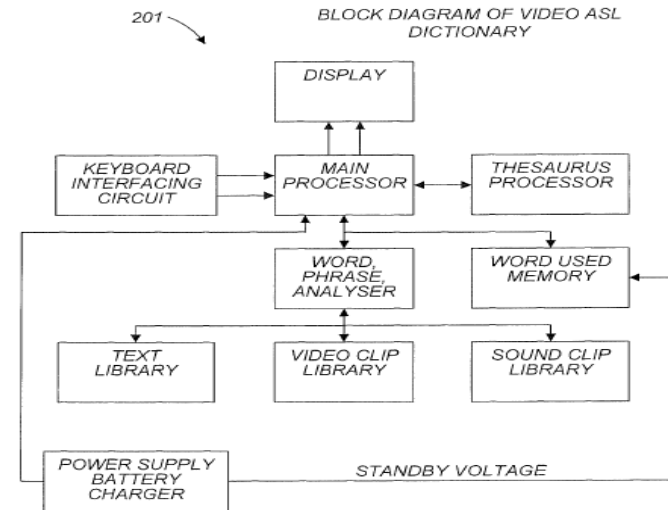 201
BLOCK DIAGRAM OF VIDEO ASL
DICTIONARY
DISPLAY
KEYBOARD
INTERFACING
CIRCUIT
MAIN
PROCESSOR
THESAURUS
PROCESSOR
WORD,
PHRASE,
ANALYSER
WORD USED
MEMORY
TEXT
LIBRARY
VIDEO CLIP
LIBRARY
SOUND CLIP
LIBRARY
POWER SUPPLY
BATTERY
CHARGER
STANDBY VOLTAGE